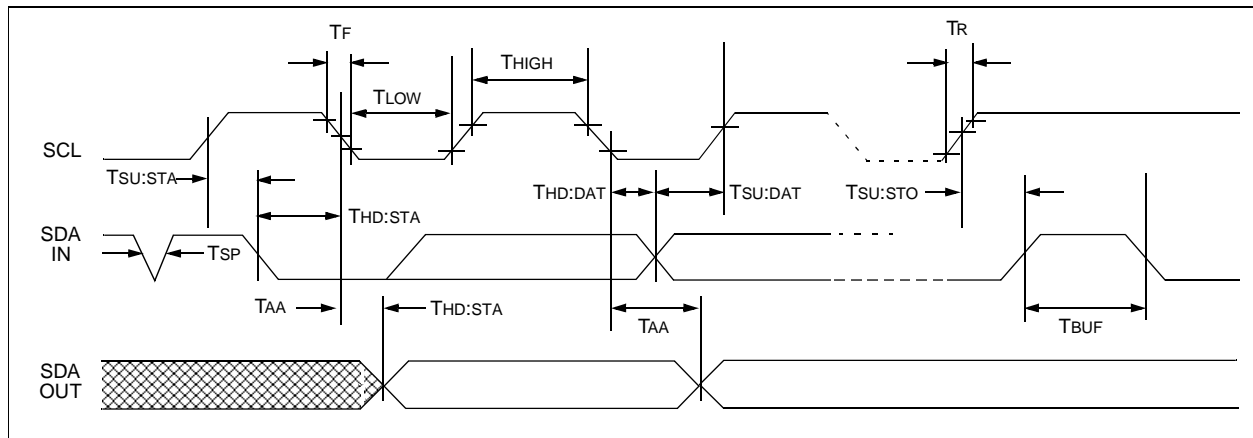 TF
TR
THIGH
TLOW
SCL
TSU:STA
THD:DAT
TSU:DAT
TSU:STO
THD:STA
SDA
IN
TSP
TAA
THD:STA
TAA
TBUF
SDA
OUT